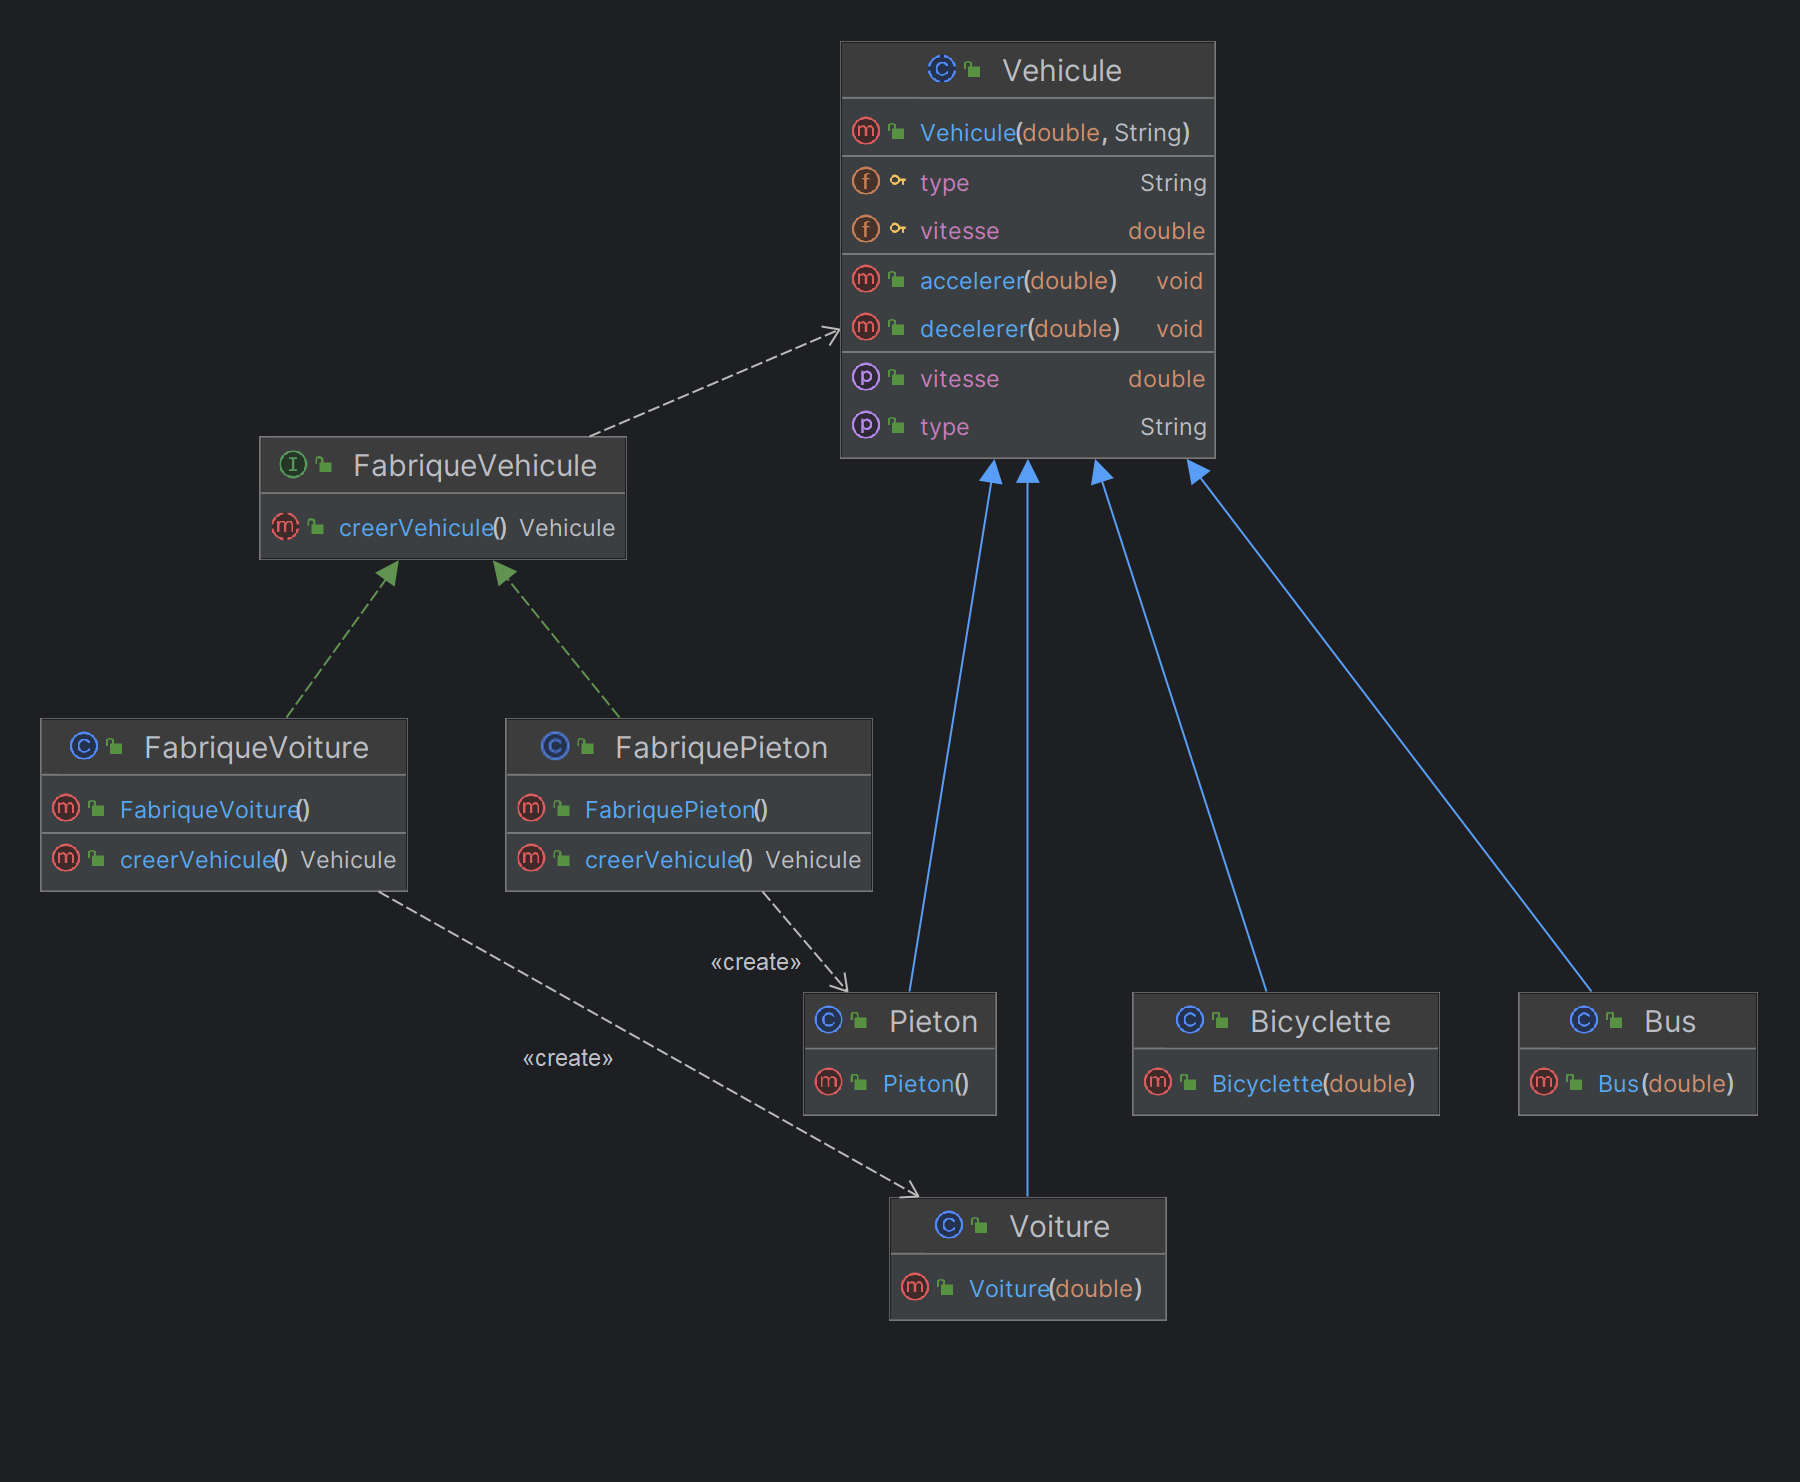 Vehicule
Vehicule(double, String)
type String
vitesse double
accelerer(double) void
decelerer(double) void
vitesse double
type String
FabriqueVehicule
creerVehicule() Vehicule
FabriqueVoiture
FabriqueVoiture()
creerVehicule() Vehicule
FabriquePieton
FabriquePieton()
creerVehicule() Vehicule
«create»
«create»
Pieton
Pieton()
Bicyclette
Bicyclette(double)
Bus
Bus(double)
Voiture
Voiture(double)